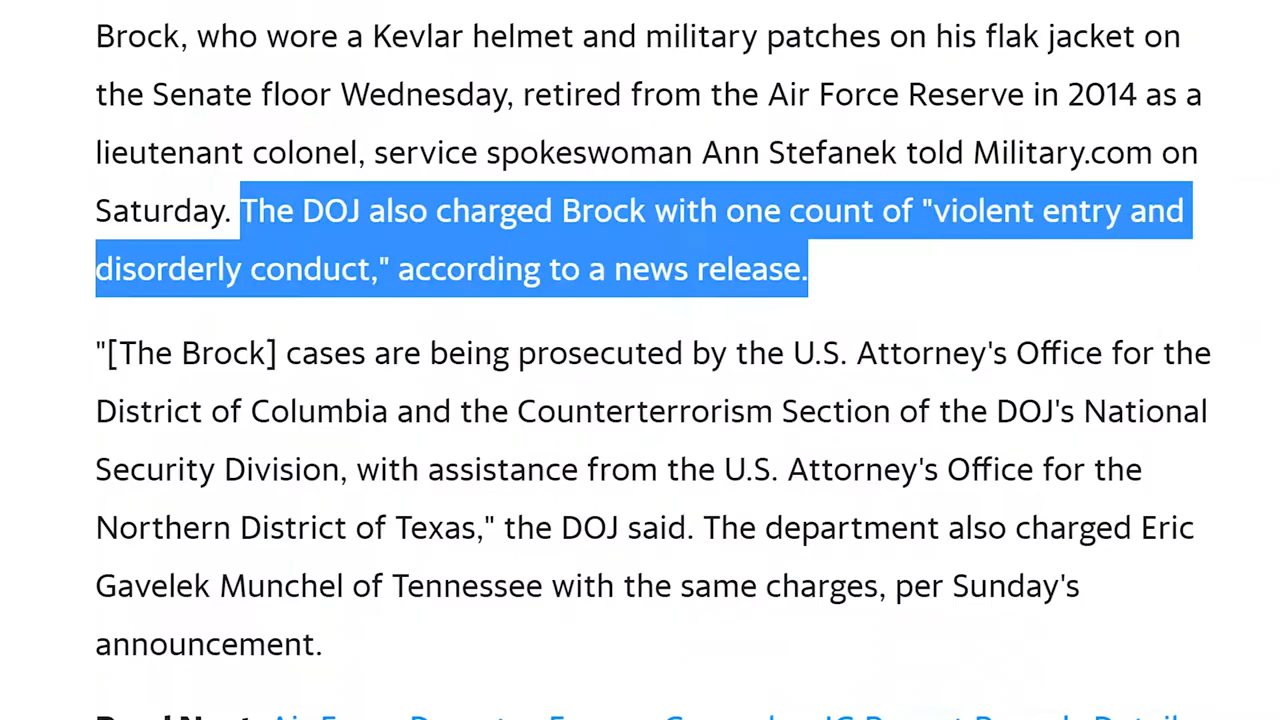 Brock, who wore a Kevlar helmet and military patches on his flak jacket on
the Senate floor Wednesday, retired from the Air Force Reserve in 2014 as a
lieutenant colonel, service spokeswoman Ann Stefanek told Military.com on
Saturday. The DOJ also charged Brock with one count of "violent entry and
disorderly conduct," according to a news release.
"[The Brock] cases are being prosecuted by the U.S. Attorney's Office for the
District of Columbia and the Counterterrorism Section of the DOJ's National
Security Division, with assistance from the U.S. Attorney's Office for the
Northern District of Texas," the DOJ said. The department also charged Eric
Gavelek Munchel of Tennessee with the same charges, per Sunday's
announcement.